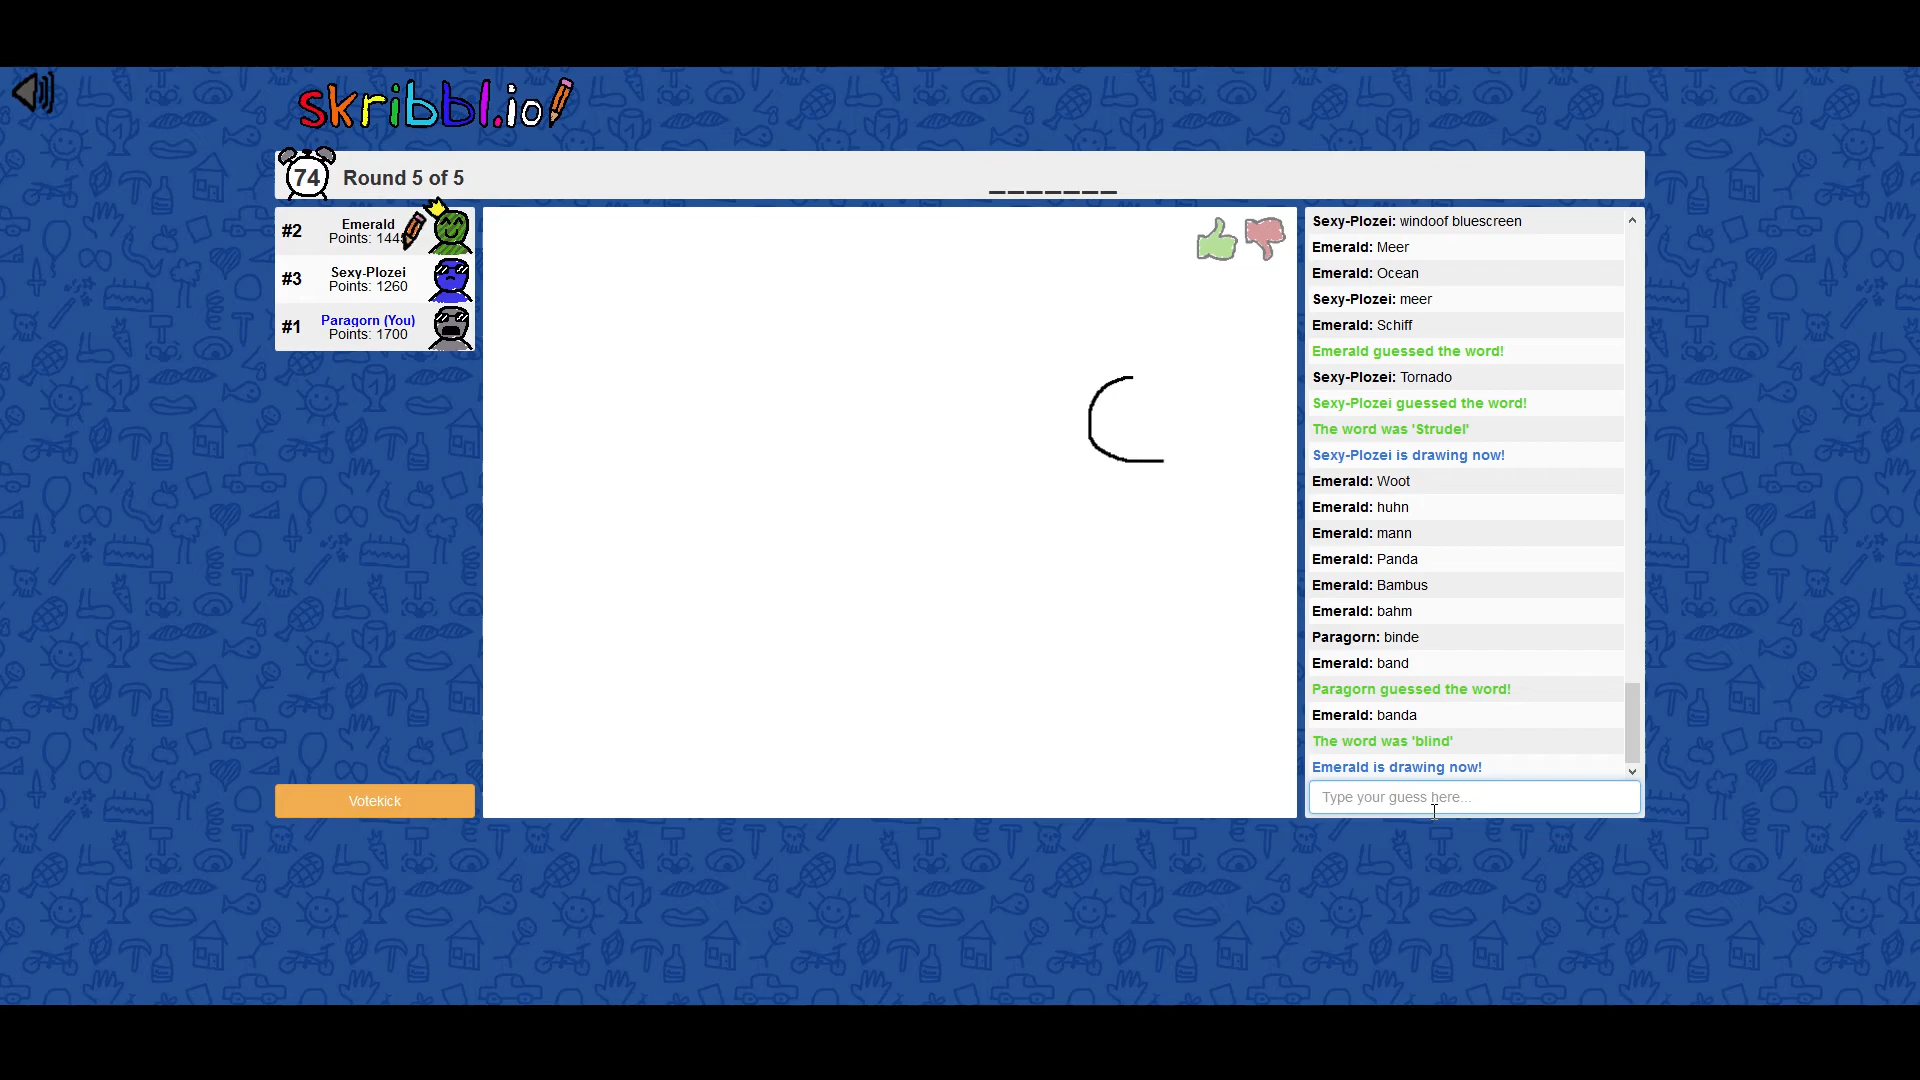 skribbl.io
74 Round 5 of 5 _______
#2 Emerald
Points: 1445
#3 Sexy-Plozei
Points: 1260
#1 Paragorn (You)
Points: 1700
Votekick
Sexy-Plozei: windoof bluescreen
Emerald: Meer
Emerald: Ocean
Sexy-Plozei: meer
Emerald: Schiff
Emerald guessed the word!
Sexy-Plozei: Tornado
Sexy-Plozei guessed the word!
The word was 'Strudel'
Sexy-Plozei is drawing now!
Emerald: Woot
Emerald: huhn
Emerald: mann
Emerald: Panda
Emerald: Bambus
Emerald: bahm
Paragorn: binde
Emerald: band
Paragorn guessed the word!
Emerald: banda
The word was 'blind'
Emerald is drawing now!
Type your guess here...